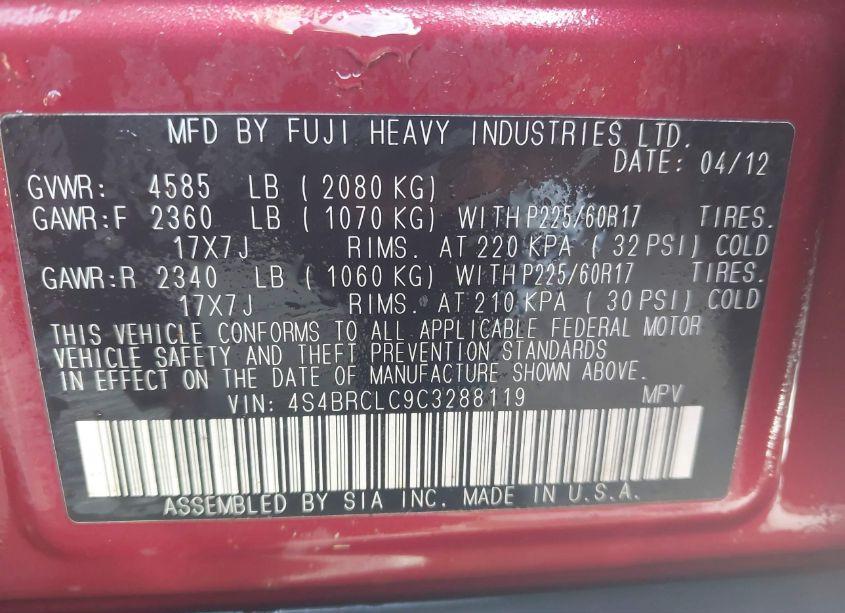 MFD BY FUJI HEAVY INDUSTRIES LTD.
DATE: 04/12
GVWR: 4585 LB ( 2080 KG)
GAWR:F 2360 LB ( 1070 KG) WITH P225/60R17 TIRES.
17X7J RIMS. AT 220 KPA ( 32 PSI) COLD
GAWR:R 2340 LB ( 1060 KG) WITH P225/60R17 TIRES.
17X7J RIMS. AT 210 KPA ( 30 PSI) COLD
THIS VEHICLE CONFORMS TO ALL APPLICABLE FEDERAL MOTOR
VEHICLE SAFETY AND THEFT PREVENTION STANDARDS
IN EFFECT ON THE DATE OF MANUFACTURE SHOWN ABOVE.
VIN: 4S4BRCLC9C3288119 MPV
ASSEMBLED BY SIA INC. MADE IN U.S.A.